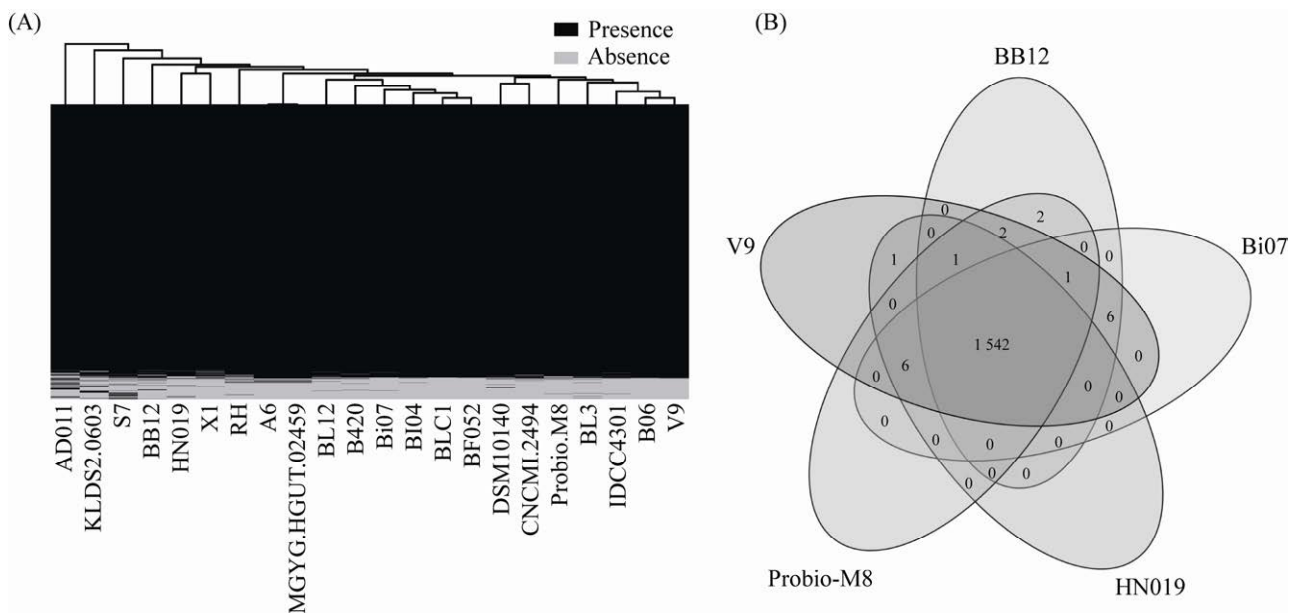 (A)
Presence
Absence
AD011
KLDS2.0603
S7
BB12
HN019
X1
RH
A6
MGYG.HGUT.02459
BL12
B420
Bi07
BI04
BLC1
BF052
DSM10140
CNCMI.2494
Probio.M8
BL3
IDCC4301
B06
V9
(B)
BB12
V9
Bi07
0
2
0
2
0
0
1
1
1
0
6
1 542
0
6
0
0
0
0
0
0
0
0
0
0
0
Probio-M8
HN019